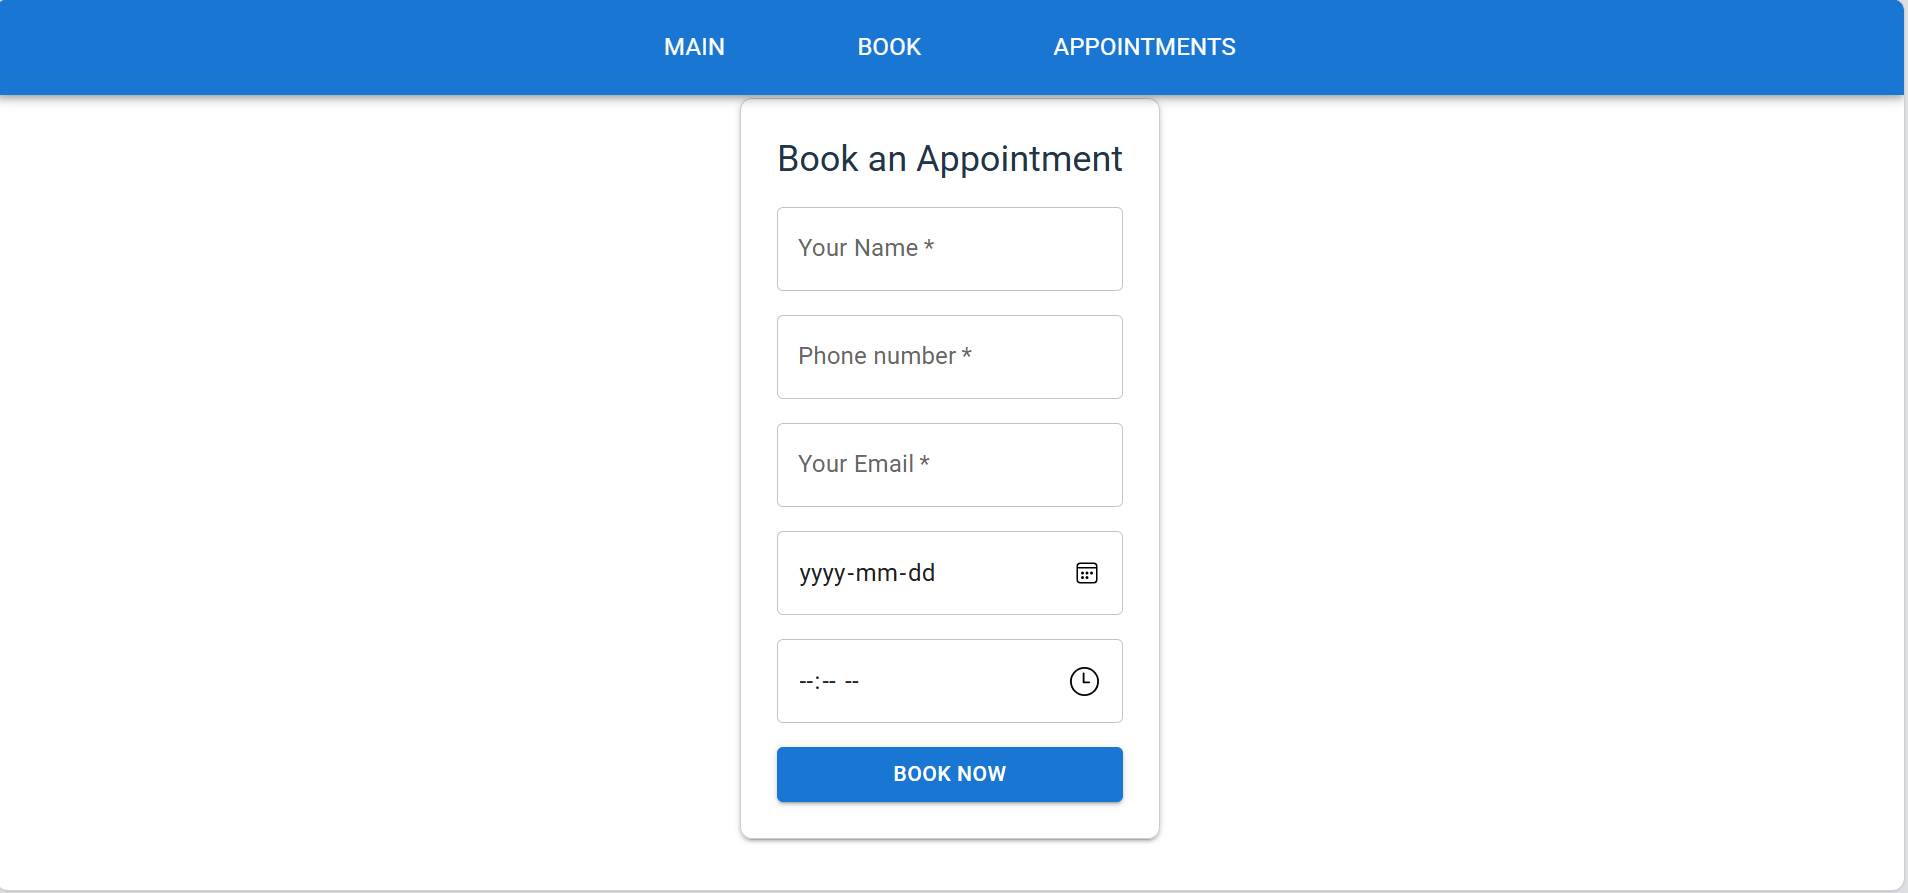 MAIN BOOK APPOINTMENTS
Book an Appointment
Your Name *
Phone number *
Your Email *
yyyy-mm-dd
--:-- --
BOOK NOW